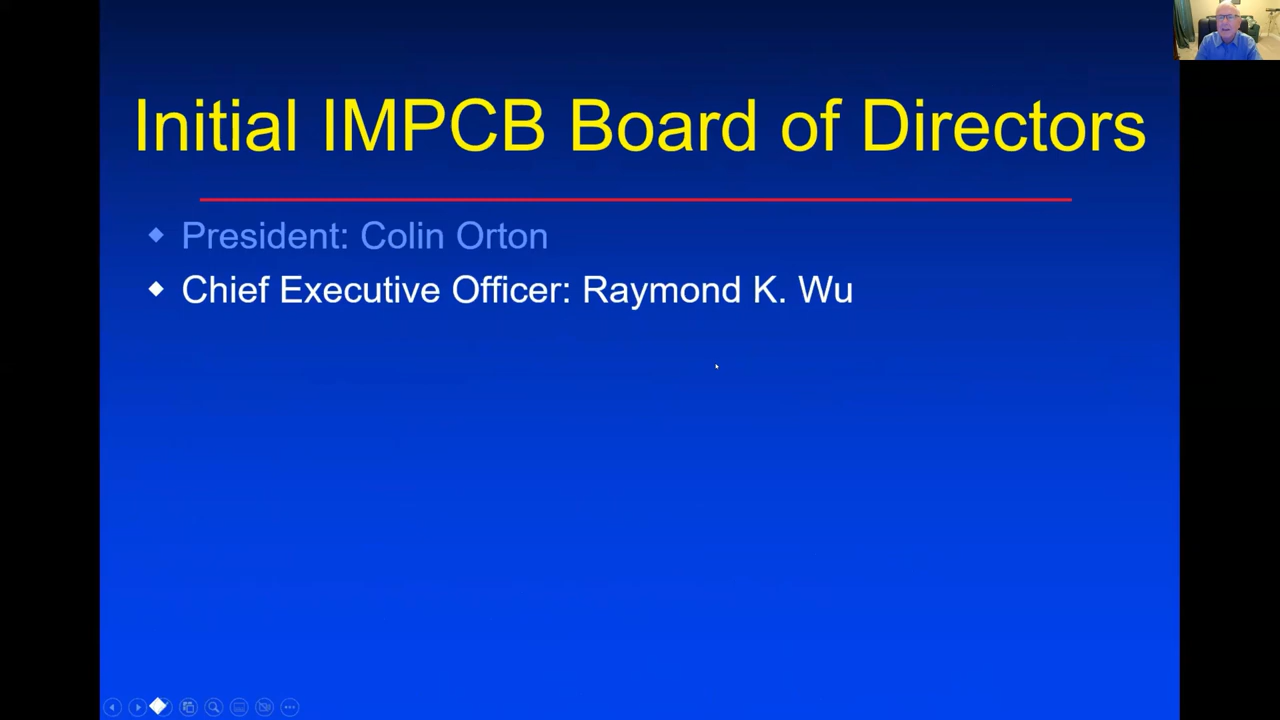 Initial IMPCB Board of Directors
President: Colin Orton
Chief Executive Officer: Raymond K. Wu